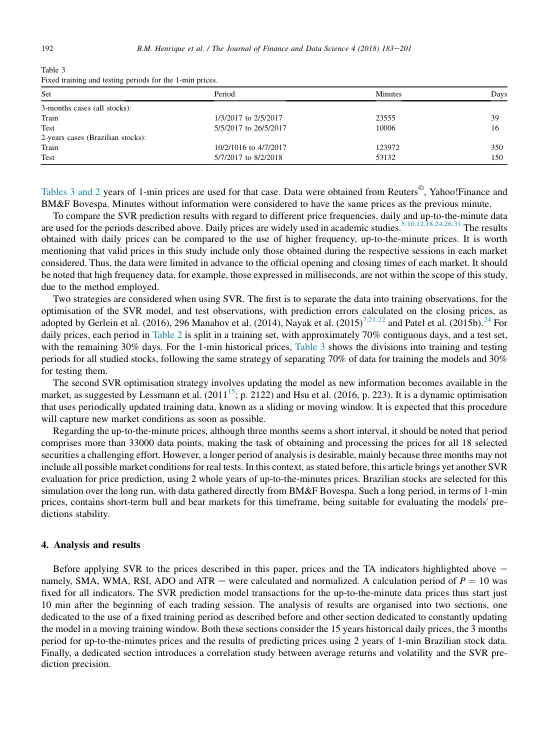 192
B.M. Henrique et al. / The Journal of Finance and Data Science 4 (2018) 183–201
Table 3
Fixed training and testing periods for the 1-min prices.
Set Period Minutes Days
3-months cases (all stocks):
Train 1/3/2017 to 2/5/2017 23555 39
Test 5/5/2017 to 26/5/2017 10006 16
2-years cases (Brazilian stocks):
Train 10/2/1016 to 4/7/2017 123972 350
Test 5/7/2017 to 8/2/2018 53132 150
Tables 3 and 2 years of 1-min prices are used for that case. Data were obtained from Reuters©, Yahoo!Finance and
BM&F Bovespa. Minutes without information were considered to have the same prices as the previous minute.
To compare the SVR prediction results with regard to different price frequencies, daily and up-to-the-minute data
are used for the periods described above. Daily prices are widely used in academic studies.5,10,12,18,24,26,31 The results
obtained with daily prices can be compared to the use of higher frequency, up-to-the-minute prices. It is worth
mentioning that valid prices in this study include only those obtained during the respective sessions in each market
considered. Thus, the data were limited in advance to the official opening and closing times of each market. It should
be noted that high frequency data, for example, those expressed in milliseconds, are not within the scope of this study,
due to the method employed.
Two strategies are considered when using SVR. The first is to separate the data into training observations, for the
optimisation of the SVR model, and test observations, with prediction errors calculated on the closing prices, as
adopted by Gerlein et al. (2016), 296 Manahov et al. (2014), Nayak et al. (2015)7,21,22 and Patel et al. (2015b).24 For
daily prices, each period in Table 2 is split in a training set, with approximately 70% contiguous days, and a test set,
with the remaining 30% days. For the 1-min historical prices, Table 3 shows the divisions into training and testing
periods for all studied stocks, following the same strategy of separating 70% of data for training the models and 30%
for testing them.
The second SVR optimisation strategy involves updating the model as new information becomes available in the
market, as suggested by Lessmann et al. (201115; p. 2122) and Hsu et al. (2016, p. 223). It is a dynamic optimisation
that uses periodically updated training data, known as a sliding or moving window. It is expected that this procedure
will capture new market conditions as soon as possible.
Regarding the up-to-the-minute prices, although three months seems a short interval, it should be noted that period
comprises more than 33000 data points, making the task of obtaining and processing the prices for all 18 selected
securities a challenging effort. However, a longer period of analysis is desirable, mainly because three months may not
include all possible market conditions for real tests. In this context, as stated before, this article brings yet another SVR
evaluation for price prediction, using 2 whole years of up-to-the-minutes prices. Brazilian stocks are selected for this
simulation over the long run, with data gathered directly from BM&F Bovespa. Such a long period, in terms of 1-min
prices, contains short-term bull and bear markets for this timeframe, being suitable for evaluating the models' pre-
dictions stability.
4. Analysis and results
Before applying SVR to the prices described in this paper, prices and the TA indicators highlighted above –
namely, SMA, WMA, RSI, ADO and ATR – were calculated and normalized. A calculation period of P = 10 was
fixed for all indicators. The SVR prediction model transactions for the up-to-the-minute data prices thus start just
10 min after the beginning of each trading session. The analysis of results are organised into two sections, one
dedicated to the use of a fixed training period as described before and other section dedicated to constantly updating
the model in a moving training window. Both these sections consider the 15 years historical daily prices, the 3 months
period for up-to-the-minutes prices and the results of predicting prices using 2 years of 1-min Brazilian stock data.
Finally, a dedicated section introduces a correlation study between average returns and volatility and the SVR pre-
diction precision.